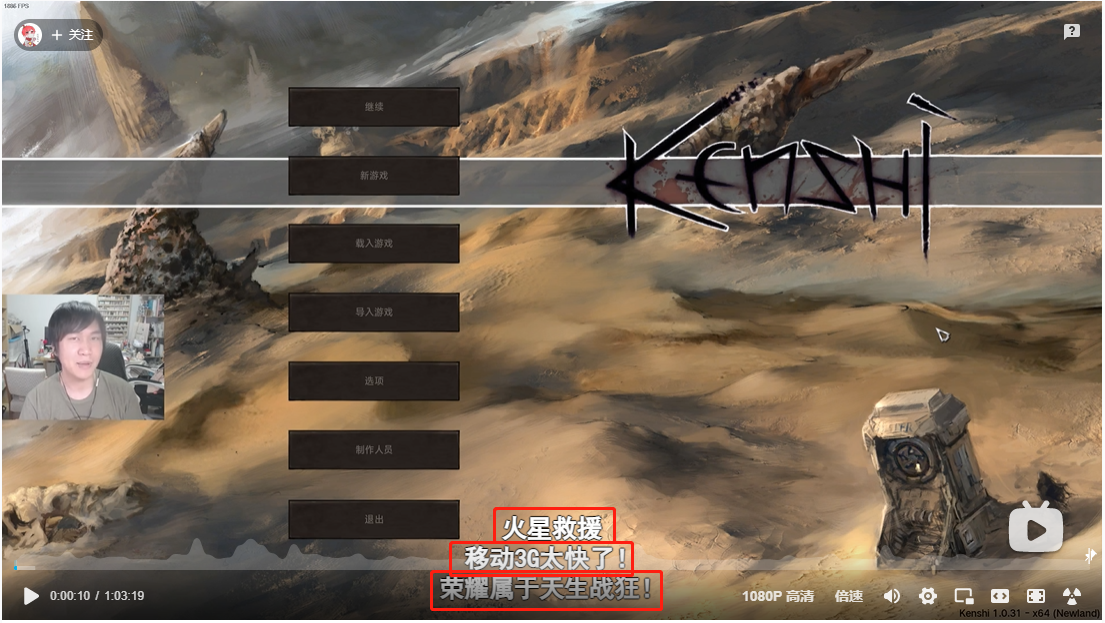 1886 FPS
+ 关注
?
继续
新游戏
KENSHI
载入游戏
导入游戏
选项
制作人员
退出
火星救援
移动3G太快了！
荣耀属于天生战狂！
0:00:10 / 1:03:19
1080P 高清
倍速
Kenshi 1.0.31 - x64 (Newland)